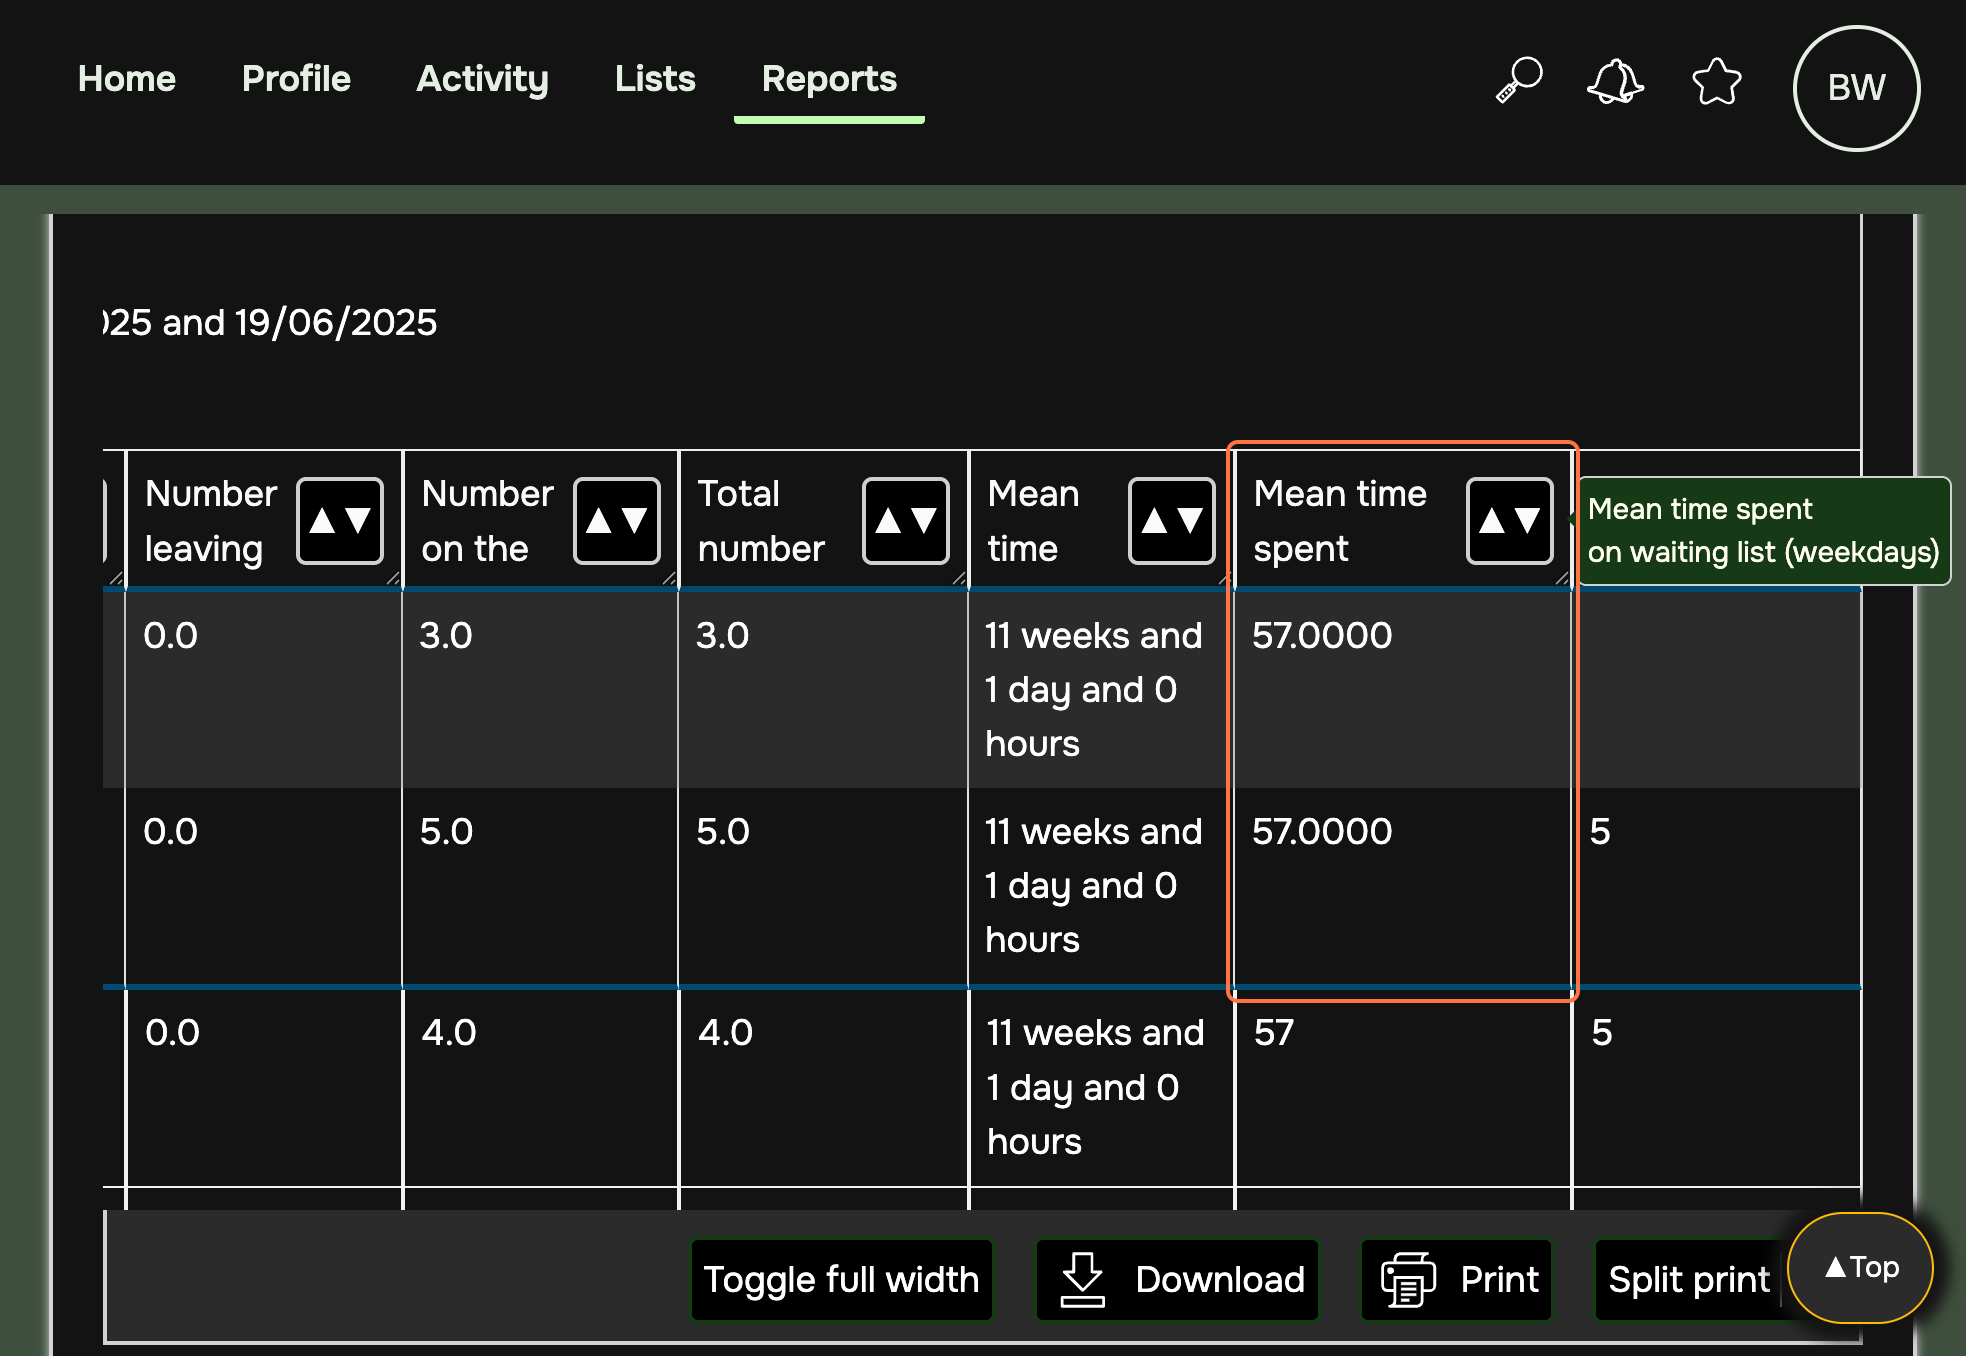 Home Profile Activity Lists Reports BW
025 and 19/06/2025
Number leaving ▲▼ Number on the ▲▼ Total number ▲▼ Mean time ▲▼ Mean time spent ▲▼
Mean time spent
on waiting list (weekdays)
0.0 3.0 3.0 11 weeks and 1 day and 0 hours 57.0000
0.0 5.0 5.0 11 weeks and 1 day and 0 hours 57.0000 5
0.0 4.0 4.0 11 weeks and 1 day and 0 hours 57 5
Toggle full width Download Print Split print ▲Top